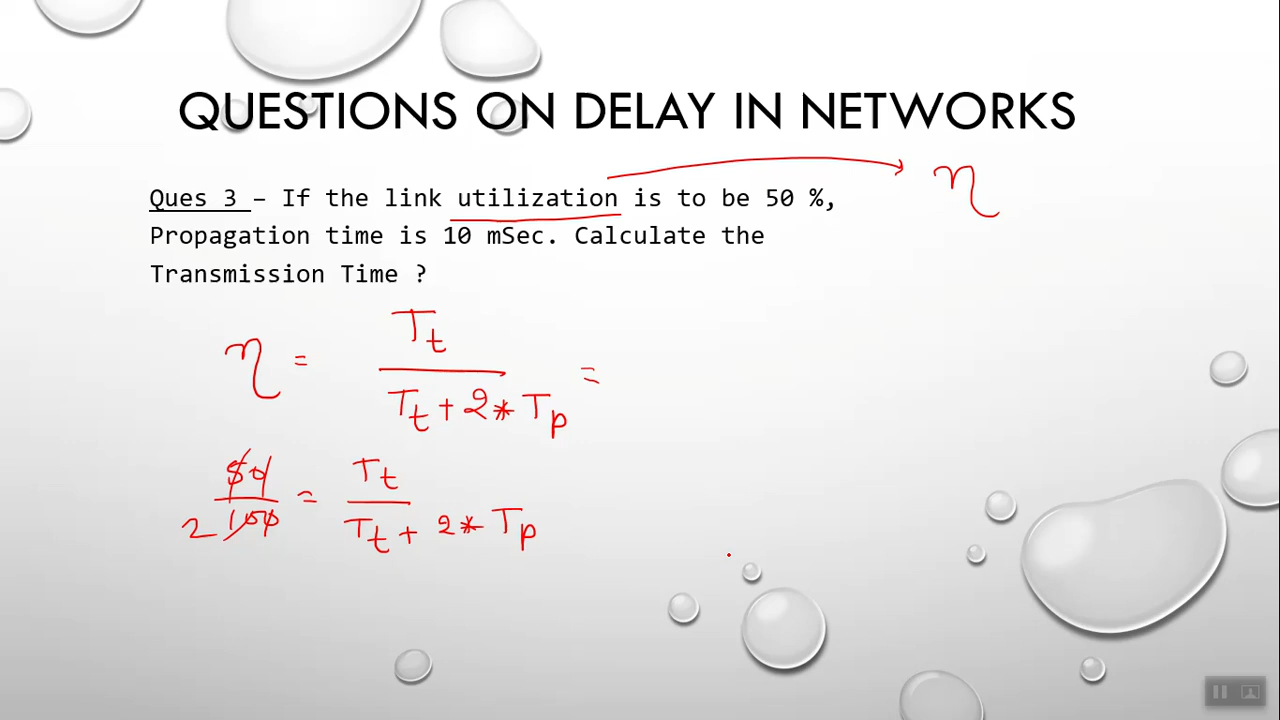 QUESTIONS ON DELAY IN NETWORKS
Ques 3 – If the link utilization is to be 50 %,
η
Propagation time is 10 mSec. Calculate the
Transmission Time ?
η = Tt / Tt + 2 * Tp =
50 / 2 100 = Tt / Tt + 2 * Tp